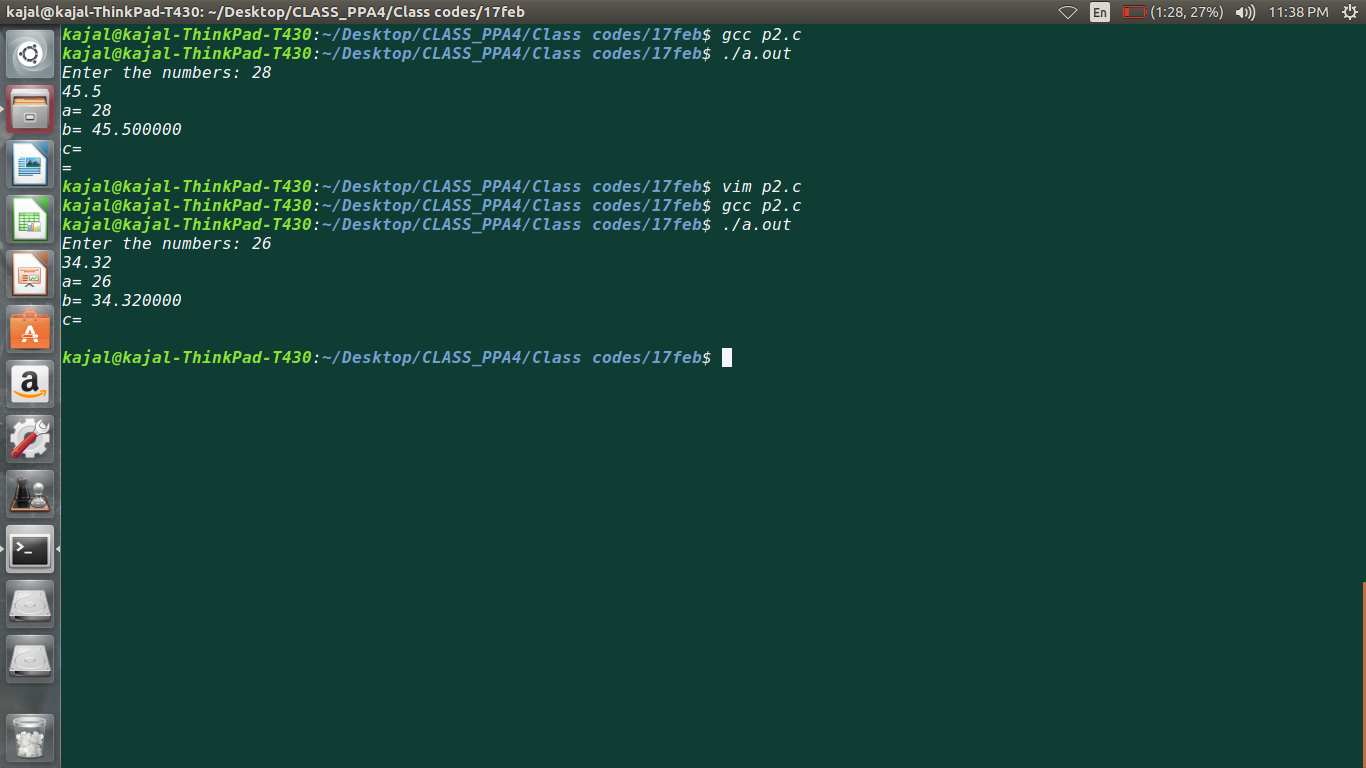 kajal@kajal-ThinkPad-T430: ~/Desktop/CLASS_PPA4/Class codes/17feb
En
(1:28, 27%)
11:38 PM
kajal@kajal-ThinkPad-T430:~/Desktop/CLASS_PPA4/Class codes/17feb$ gcc p2.c
kajal@kajal-ThinkPad-T430:~/Desktop/CLASS_PPA4/Class codes/17feb$ ./a.out
Enter the numbers: 28
45.5
a= 28
b= 45.500000
c=
=
kajal@kajal-ThinkPad-T430:~/Desktop/CLASS_PPA4/Class codes/17feb$ vim p2.c
kajal@kajal-ThinkPad-T430:~/Desktop/CLASS_PPA4/Class codes/17feb$ gcc p2.c
kajal@kajal-ThinkPad-T430:~/Desktop/CLASS_PPA4/Class codes/17feb$ ./a.out
Enter the numbers: 26
34.32
a= 26
b= 34.320000
c=
kajal@kajal-ThinkPad-T430:~/Desktop/CLASS_PPA4/Class codes/17feb$